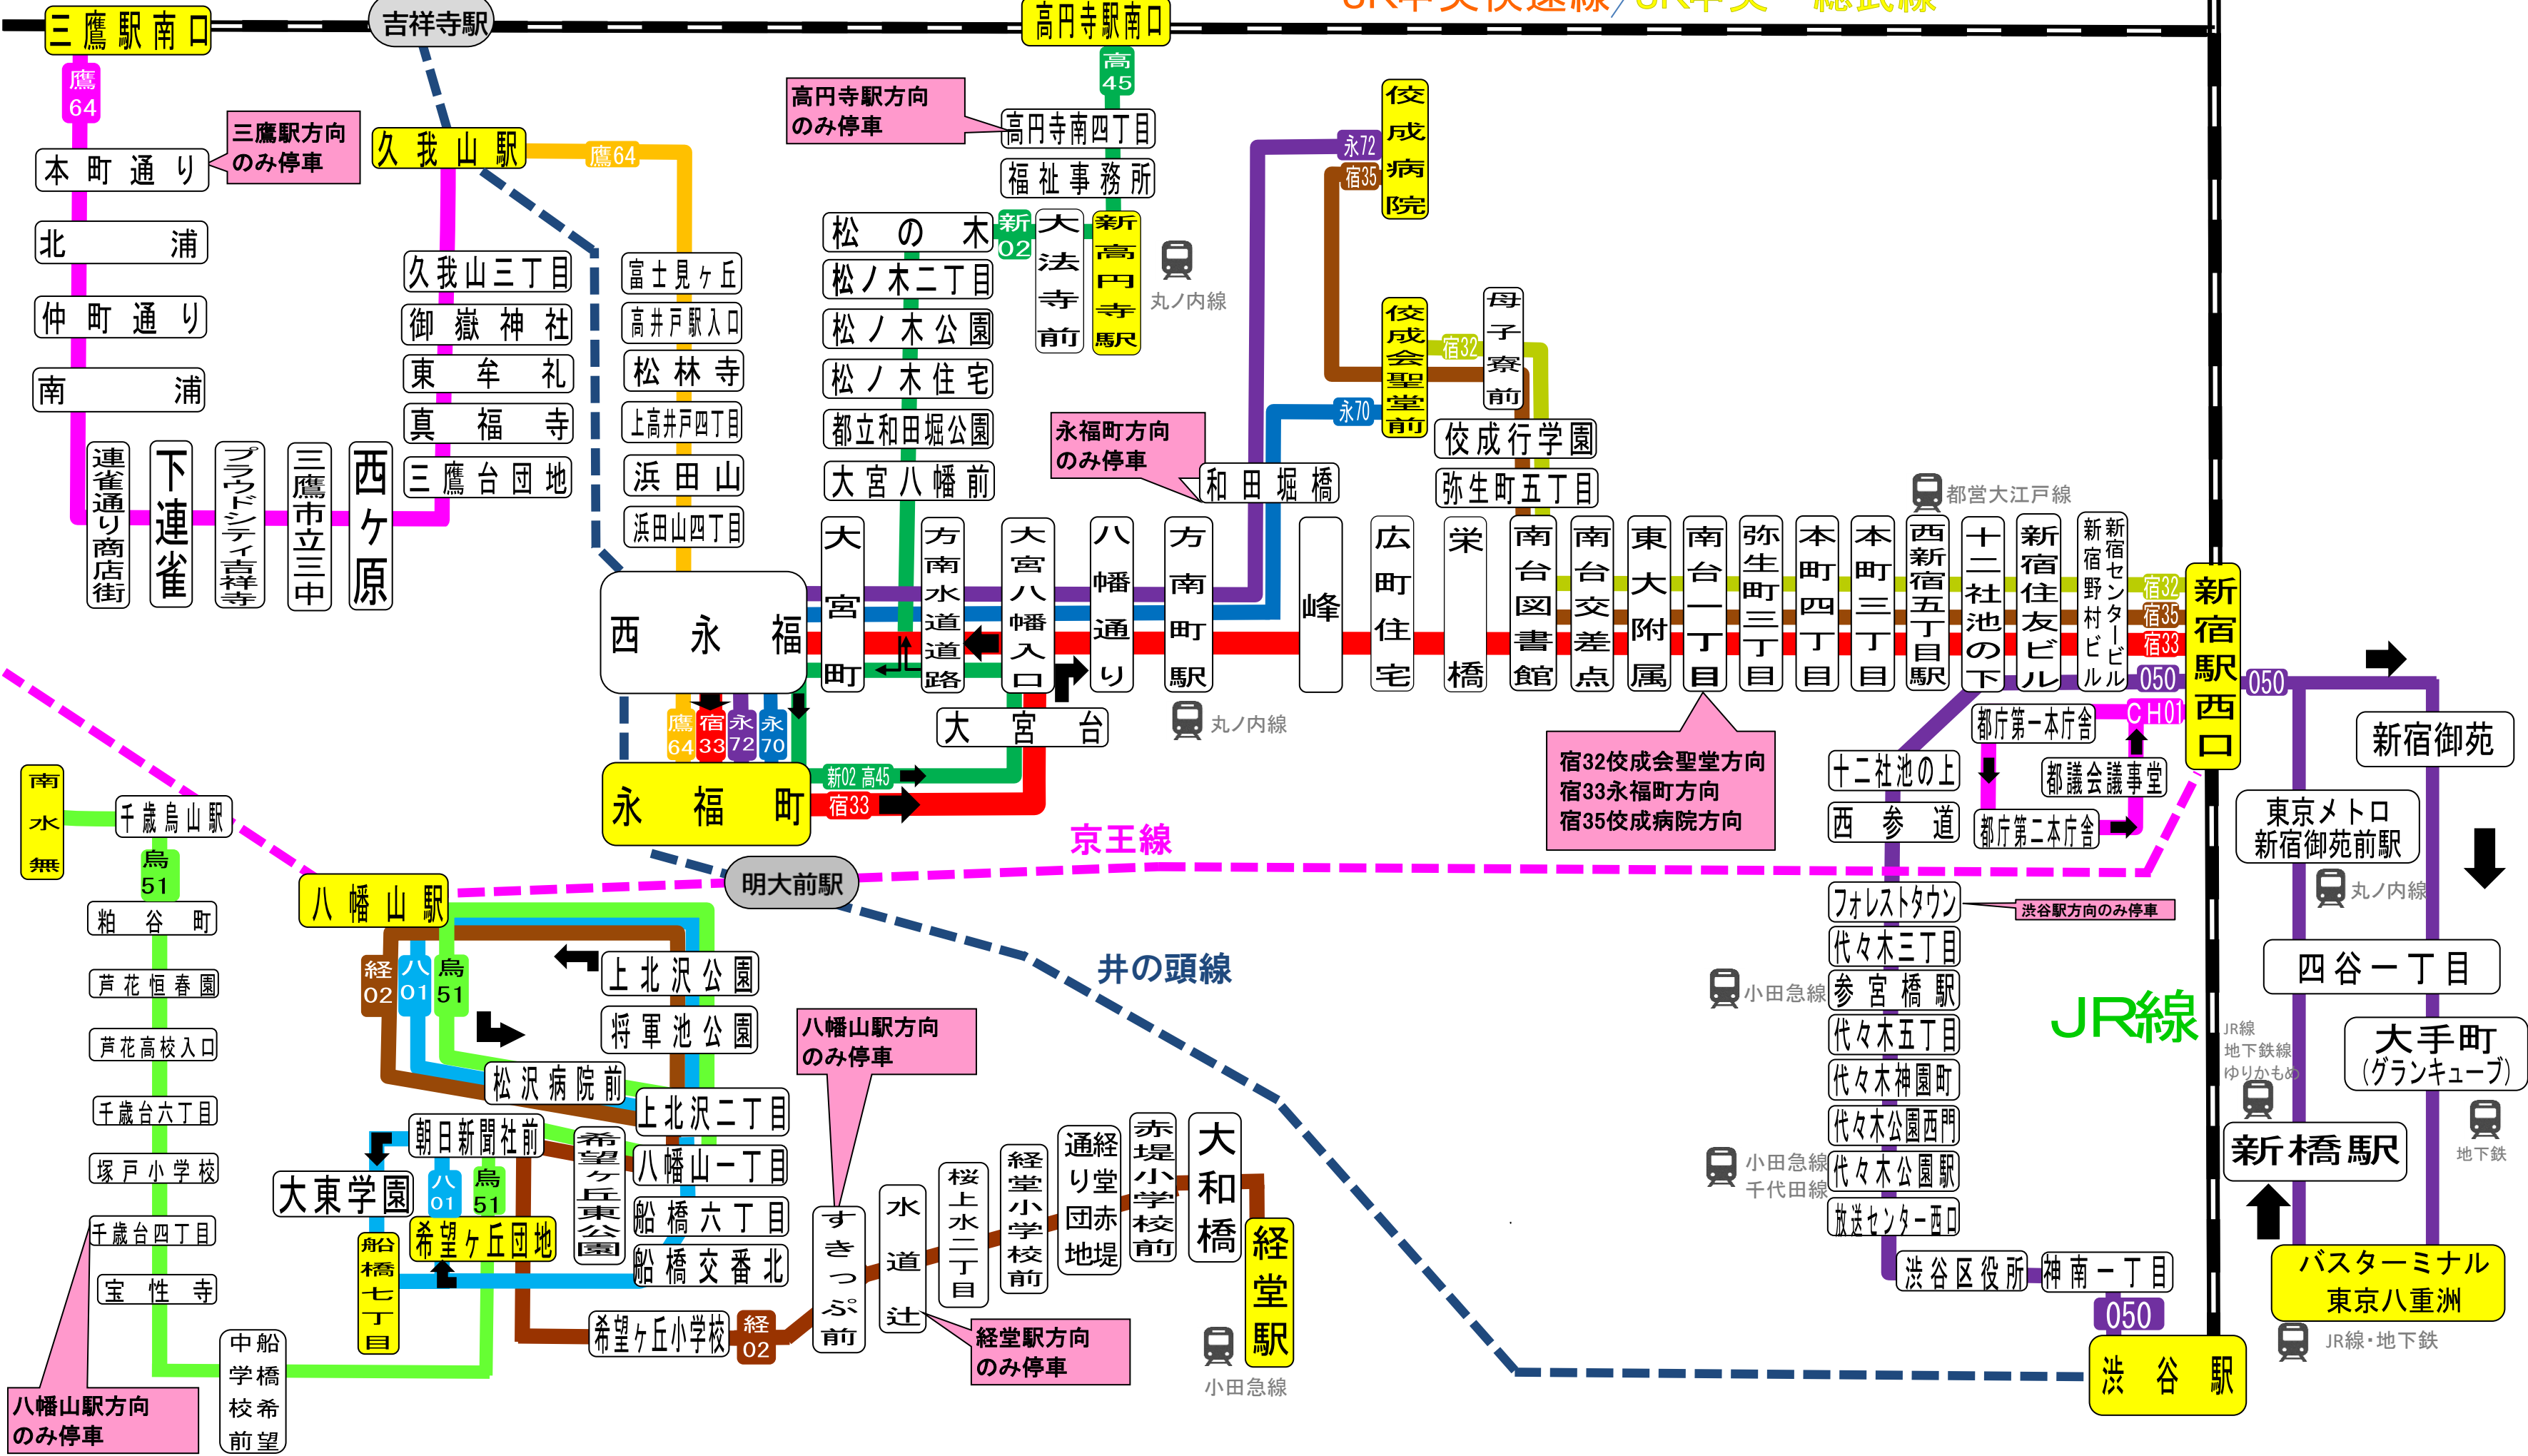 三鷹駅南口
吉祥寺駅
高円寺駅南口
JR中央快速線/JR中央 総武線
鷹
64
本町通り
三鷹駅方向
のみ停車
北浦
仲町通り
南浦
連雀通り商店街
下連雀
プラウドシティ吉祥寺
三鷹市立三中
西ヶ原
久我山駅
鷹64
久我山三丁目
御嶽神社
東牟礼
真福寺
三鷹台団地
富士見ヶ丘
高井戸駅入口
松林寺
上高井戸四丁目
浜田山
浜田山四丁目
高
45
高円寺駅方向
のみ停車
高円寺南四丁目
福祉事務所
新高円寺駅
丸ノ内線
大法寺前
新
02
松の木
松ノ木二丁目
松ノ木公園
松ノ木住宅
都立和田堀公園
大宮八幡前
佼成病院
永72
宿35
佼成会聖堂前
宿32
永70
母子寮前
佼成行学園
弥生町五丁目
永福町方向
のみ停車
和田堀橋
西永福
大宮町
方南水道道路
大宮八幡入口
八幡通り
方南町駅
丸ノ内線
峰
広町住宅
栄橋
南台図書館
南台交差点
東大附属
南台一丁目
弥生町三丁目
本町四丁目
本町三丁目
西新宿五丁目駅
都営大江戸線
十二社池の下
新宿住友ビル
新宿センタービル
新宿野村ビル
宿32
宿35
宿33
050
CH01
新宿駅西口
050
鷹
64
宿
33
永
72
永
70
大宮台
永福町
新02 高45
宿33
宿32佼成会聖堂方向
宿33永福町方向
宿35佼成病院方向
都庁第一本庁舎
都議会議事堂
都庁第二本庁舎
十二社池の上
西参道
フォレストタウン
渋谷駅方向のみ停車
代々木三丁目
参宮橋駅
小田急線
代々木五丁目
代々木神園町
代々木公園西門
代々木公園駅
小田急線
千代田線
放送センター西口
渋谷区役所
神南一丁目
050
渋谷駅
新宿御苑
東京メトロ
新宿御苑前駅
丸ノ内線
四谷一丁目
大手町
(グランキューブ)
地下鉄
JR線
地下鉄線
ゆりかもめ
新橋駅
バスターミナル
東京八重洲
JR線・地下鉄
JR線
京王線
井の頭線
明大前駅
南水無
千歳烏山駅
烏
51
粕谷町
芦花恒春園
芦花高校入口
千歳台六丁目
塚戸小学校
千歳台四丁目
宝性寺
八幡山駅方向
のみ停車
船橋希望
中学校前
八幡山駅
経
02
八
01
烏
51
上北沢公園
将軍池公園
松沢病院前
上北沢二丁目
朝日新聞社前
希望ヶ丘東公園
八幡山一丁目
大東学園
八
01
烏
51
希望ヶ丘団地
船橋六丁目
船橋交番北
船橋七丁目
希望ヶ丘小学校
経
02
八幡山駅方向
のみ停車
すきっぷ前
水道辻
経堂駅方向
のみ停車
桜上水二丁目
経堂小学校前
経堂赤堤
通り団地
赤堤小学校前
大和橋
経堂駅
小田急線